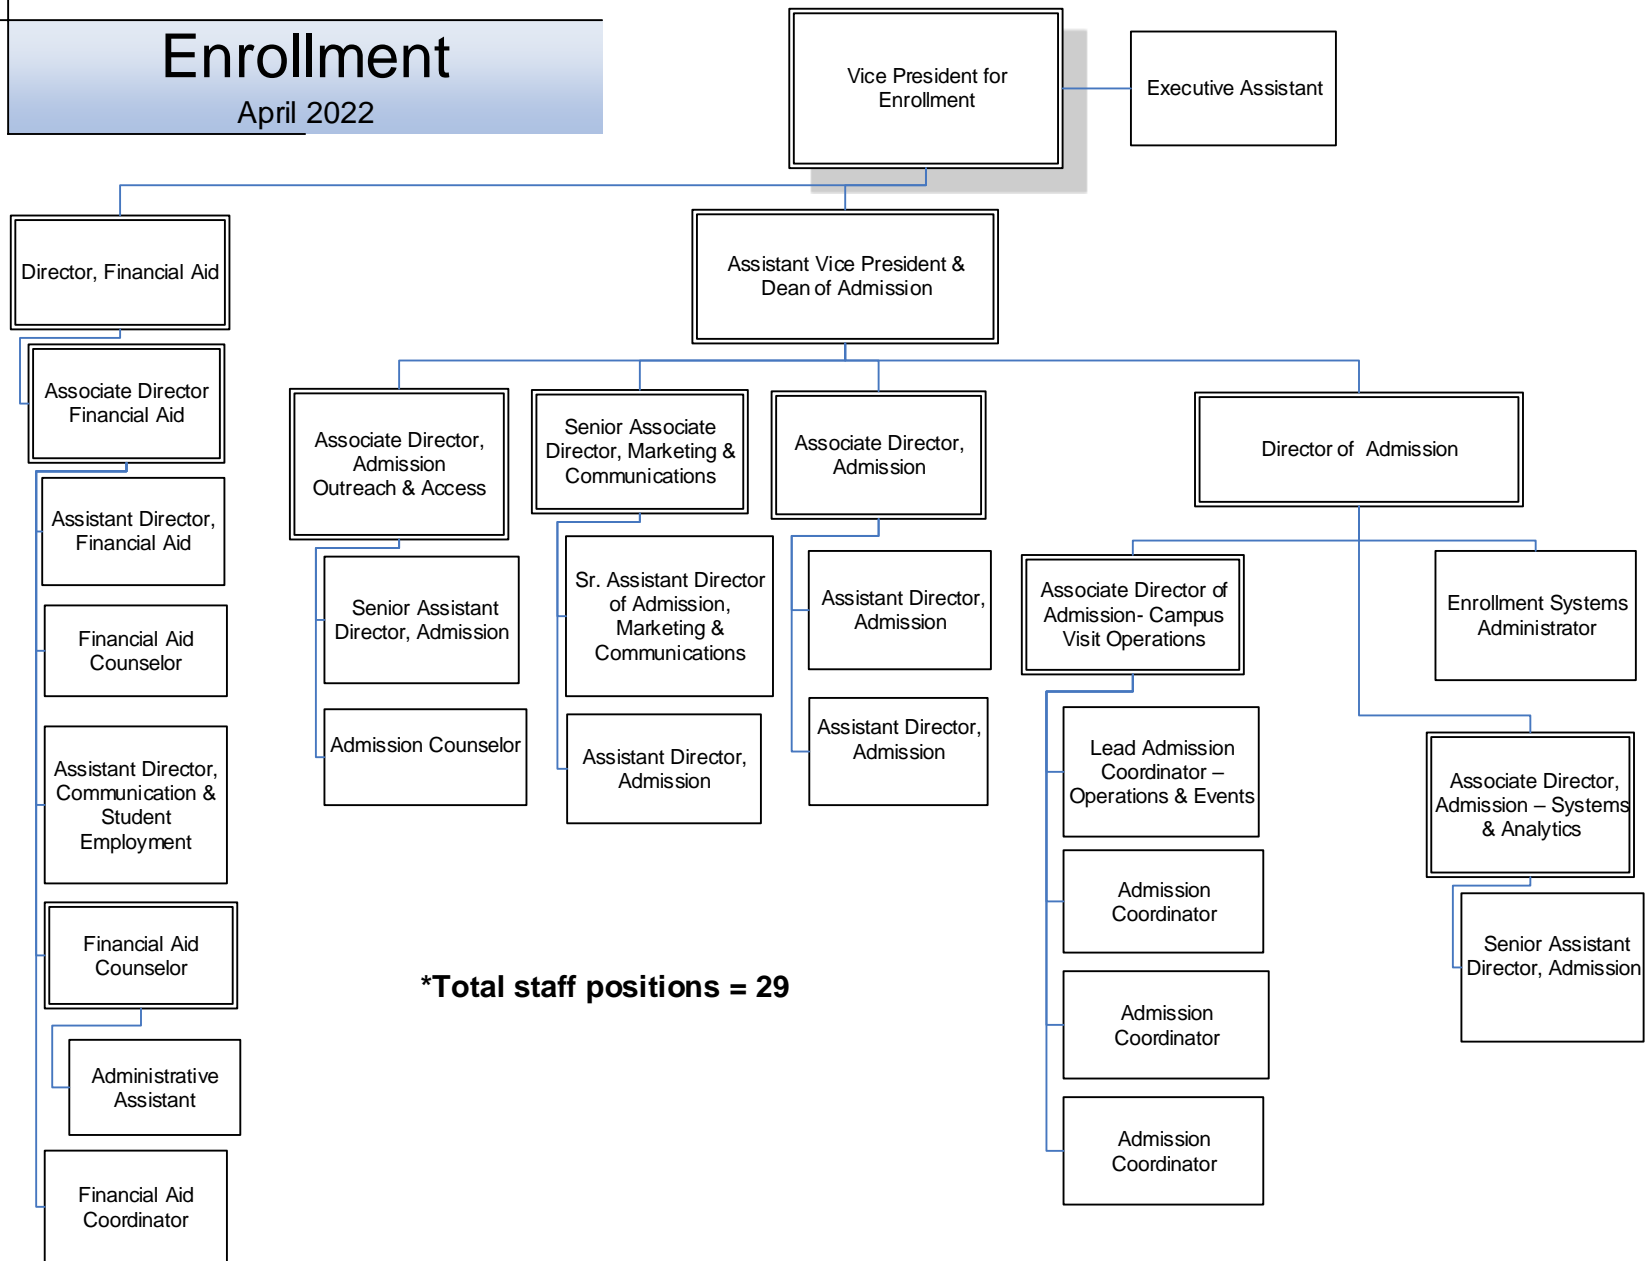 Enrollment
April 2022
Vice President for
Enrollment
Executive Assistant
Director, Financial Aid
Assistant Vice President &
Dean of Admission
Associate Director
Financial Aid
Assistant Director,
Financial Aid
Financial Aid
Counselor
Assistant Director,
Communication &
Student
Employment
Financial Aid
Counselor
Administrative
Assistant
Financial Aid
Coordinator
Associate Director,
Admission
Outreach & Access
Senior Assistant
Director, Admission
Admission Counselor
Senior Associate
Director, Marketing &
Communications
Sr. Assistant Director
of Admission,
Marketing &
Communications
Assistant Director,
Admission
Associate Director,
Admission
Assistant Director,
Admission
Assistant Director,
Admission
Director of Admission
Associate Director of
Admission- Campus
Visit Operations
Lead Admission
Coordinator –
Operations & Events
Admission
Coordinator
Admission
Coordinator
Admission
Coordinator
Enrollment Systems
Administrator
Associate Director,
Admission – Systems
& Analytics
Senior Assistant
Director, Admission
*Total staff positions = 29